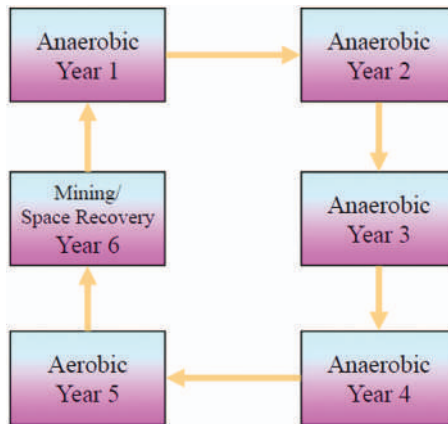 Anaerobic
Year 1
Anaerobic
Year 2
Mining/
Space Recovery
Year 6
Anaerobic
Year 3
Aerobic
Year 5
Anaerobic
Year 4